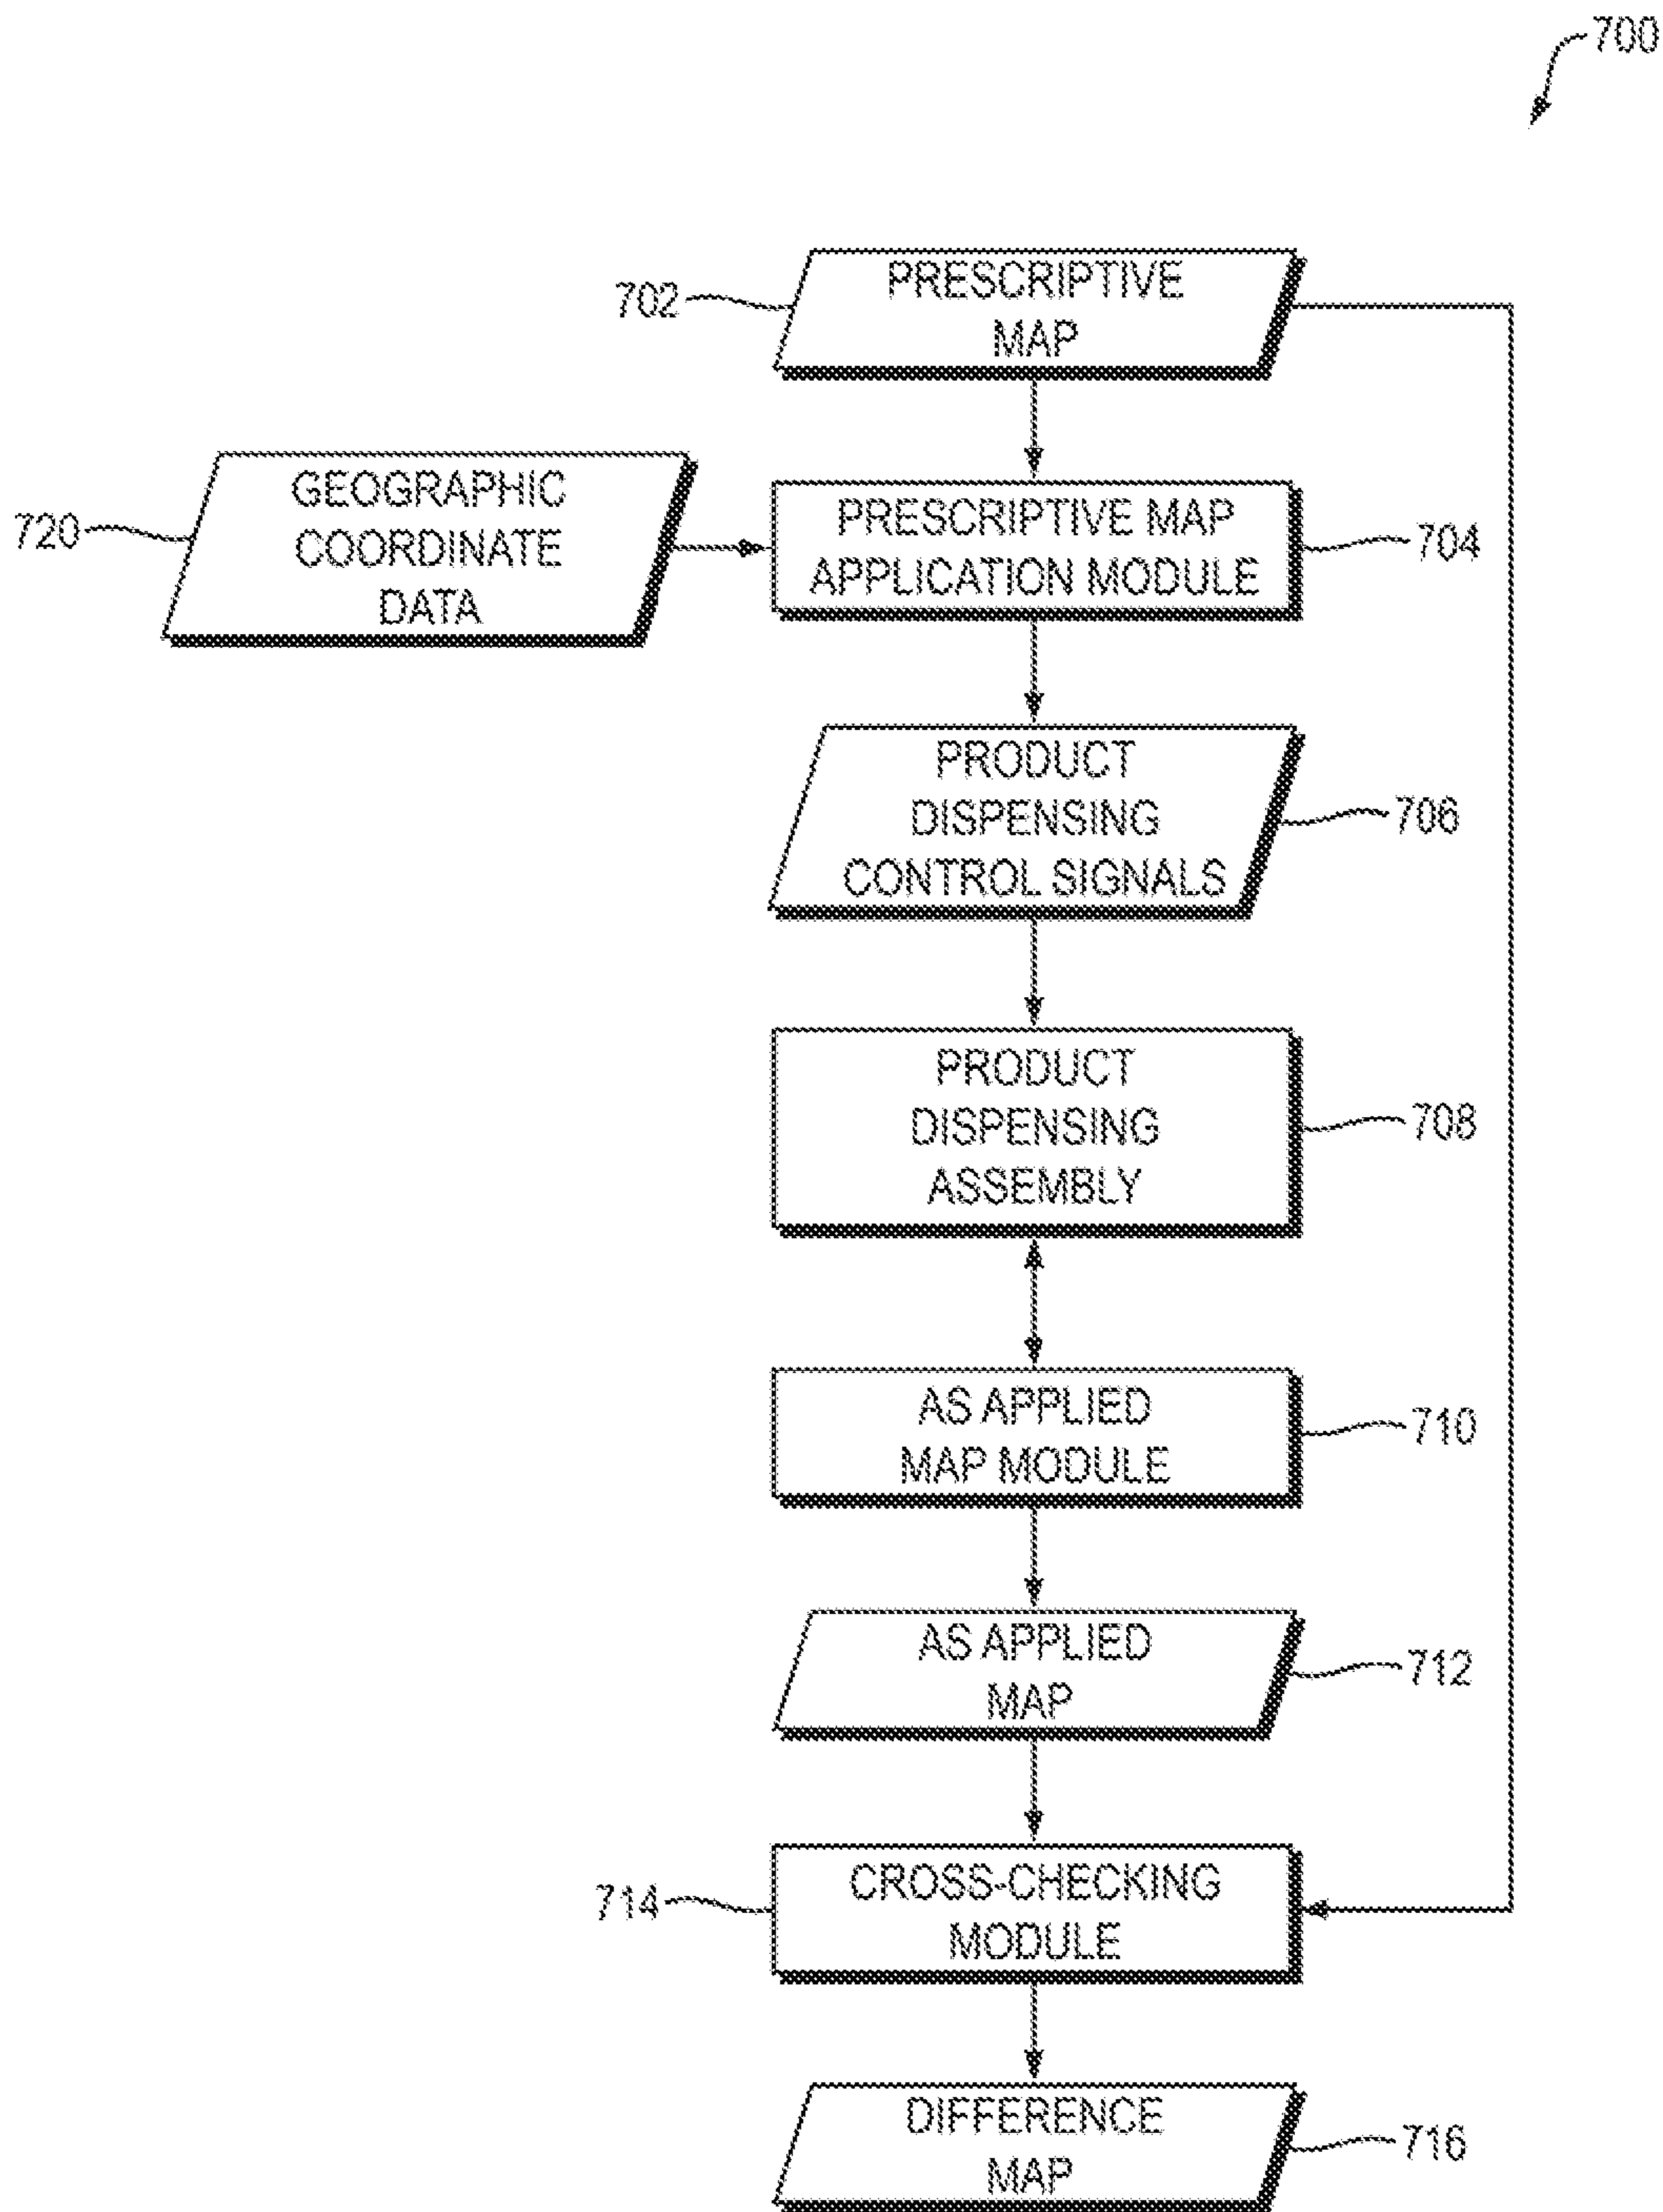 700
PRESCRIPTIVE
MAP
702
GEOGRAPHIC
COORDINATE
DATA
720
PRESCRIPTIVE MAP
APPLICATION MODULE
704
PRODUCT
DISPENSING
CONTROL SIGNALS
706
PRODUCT
DISPENSING
ASSEMBLY
708
AS APPLIED
MAP MODULE
710
AS APPLIED
MAP
712
CROSS-CHECKING
MODULE
714
DIFFERENCE
MAP
716